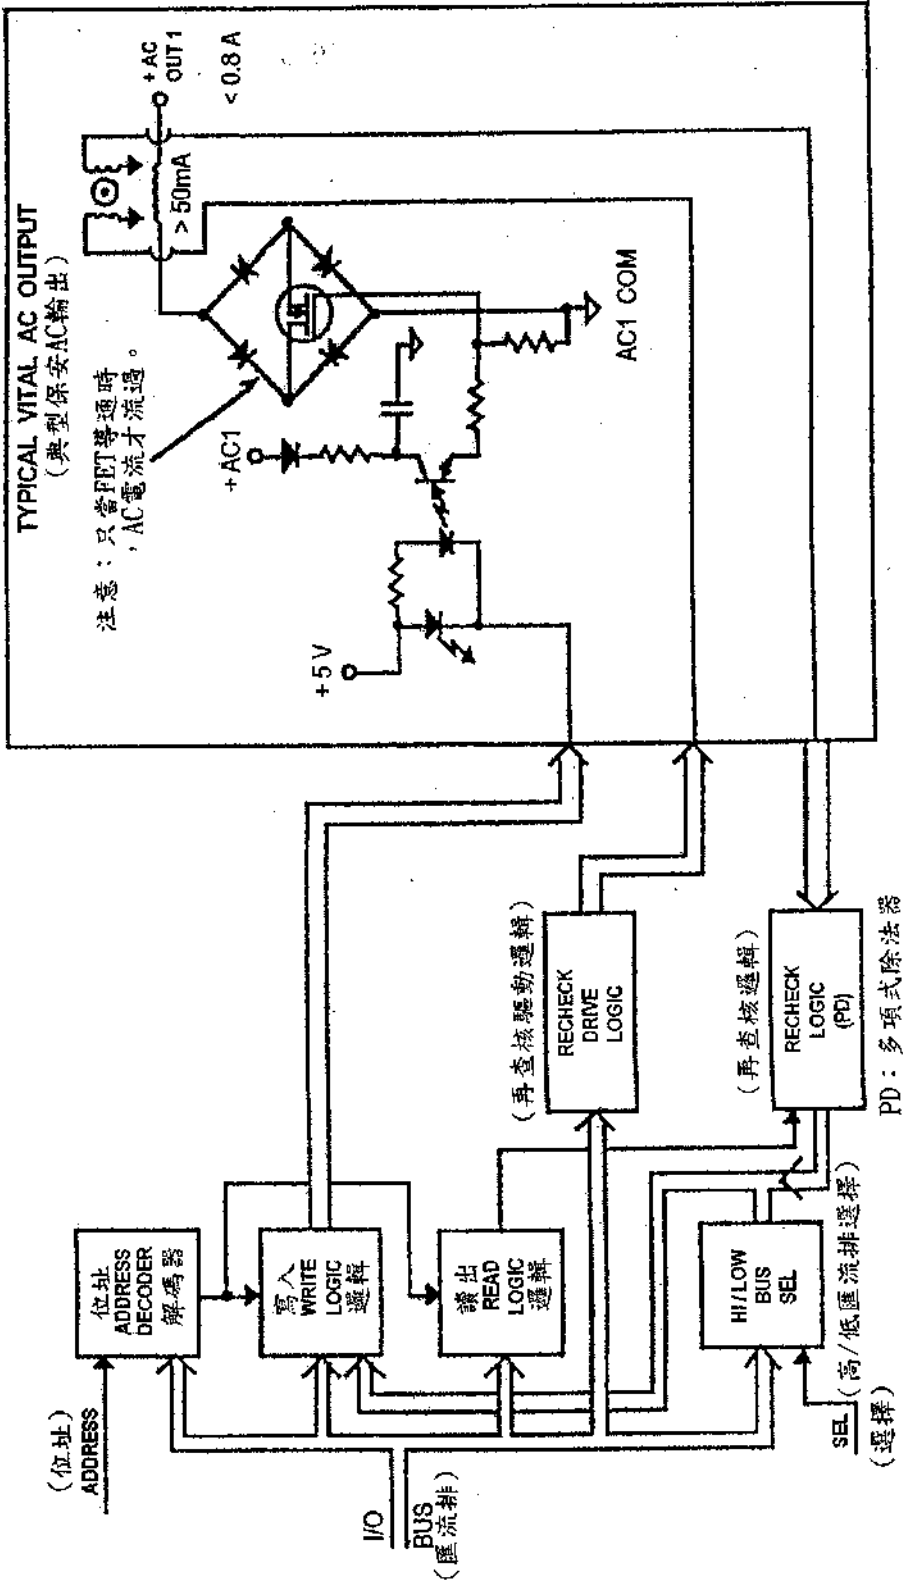 TYPICAL VITAL AC OUTPUT
(典型保安AC輸出)
注意：只當FET導通時
，AC電流才流過。
+AC
OUT 1
< 0.8 A
> 50mA
+AC1
+5V
AC1 COM
(位址)
ADDRESS
位址
ADDRESS
DECODER
解碼器
寫入
WRITE
LOGIC
邏輯
讀出
READ
LOGIC
邏輯
HI/LOW
BUS
SEL
(高/低匯流排選擇)
SEL
(選擇)
I/O
BUS
(匯流排)
(再查核驅動邏輯)
RECHECK
DRIVE
LOGIC
(再查核邏輯)
RECHECK
LOGIC
(PD)
PD：多項式除法器